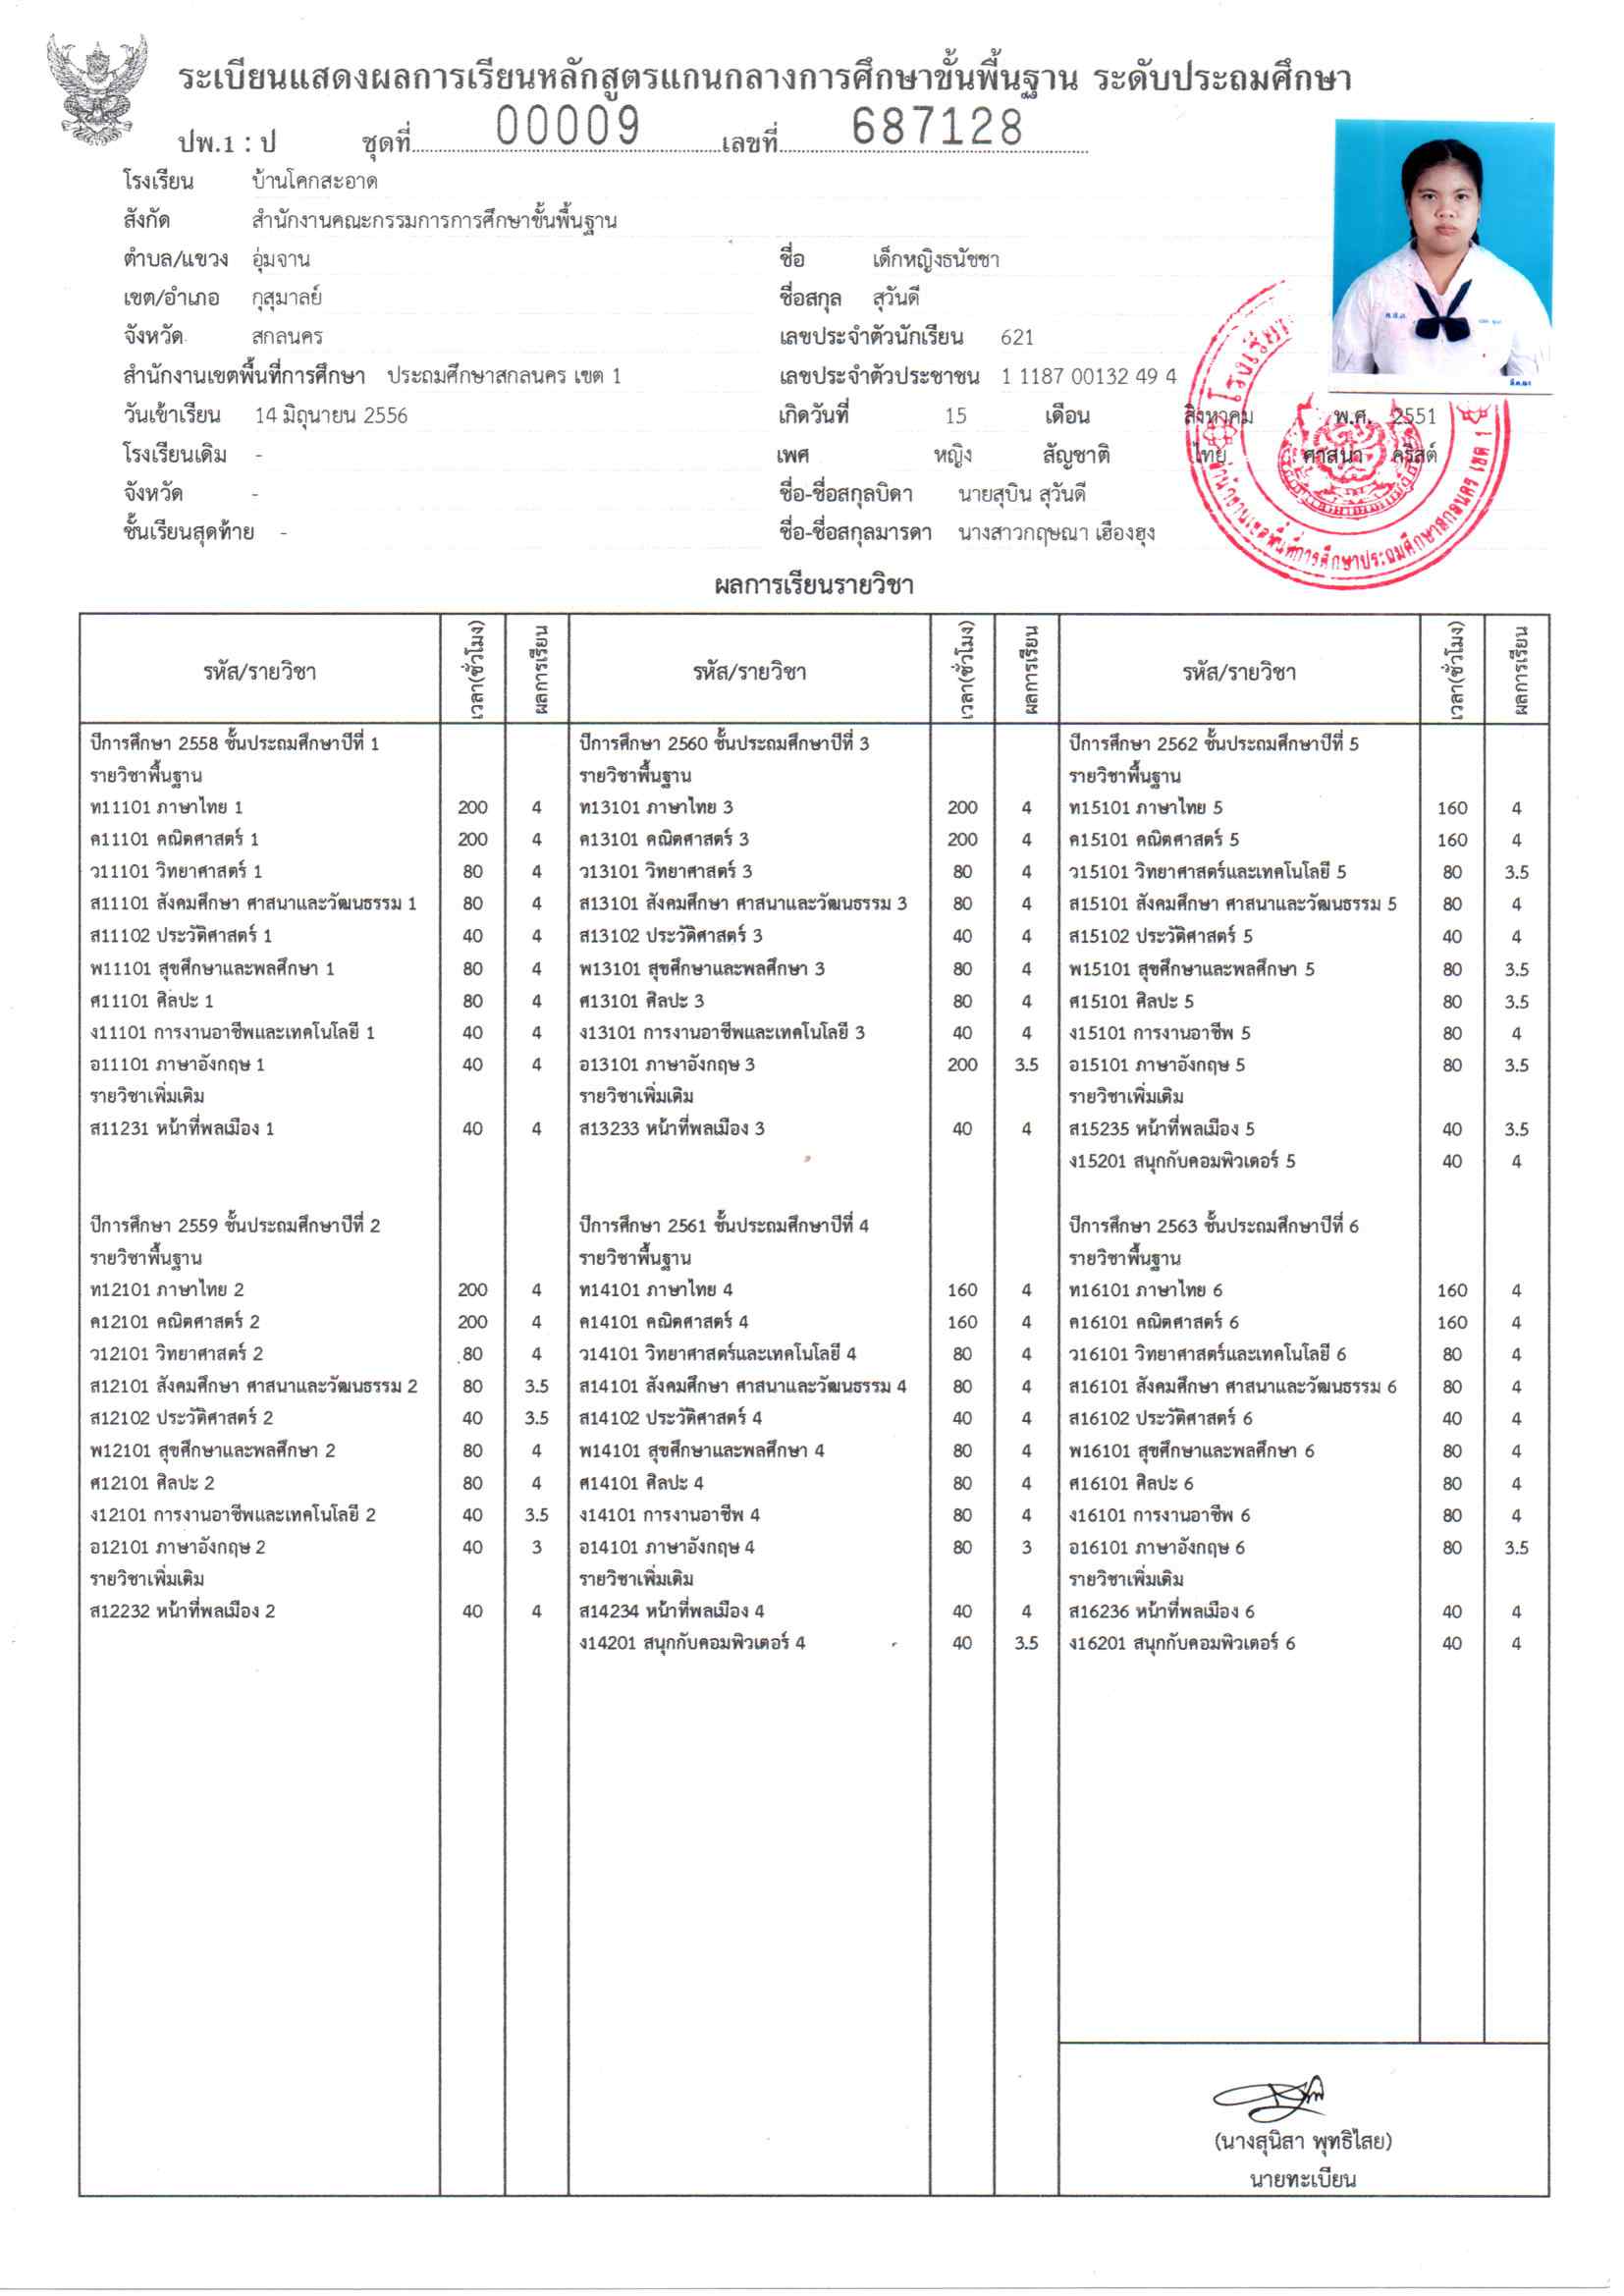 ระเบียนแสดงผลการเรียนหลักสูตรแกนกลางการศึกษาขั้นพื้นฐาน ระดับประถมศึกษา
ปพ.1 : ป ชุดที่ 00009 เลขที่ 687128
โรงเรียน บ้านโคกสะอาด
สังกัด สำนักงานคณะกรรมการการศึกษาขั้นพื้นฐาน
ตำบล/แขวง อุ่มจาน
เขต/อำเภอ กุสุมาลย์
จังหวัด สกลนคร
สำนักงานเขตพื้นที่การศึกษา ประถมศึกษาสกลนคร เขต 1
วันเข้าเรียน 14 มิถุนายน 2556
โรงเรียนเดิม -
จังหวัด -
ชั้นเรียนสุดท้าย -
ชื่อ เด็กหญิงธนัชชา
ชื่อสกุล สุวันดี
เลขประจำตัวนักเรียน 621
เลขประจำตัวประชาชน 1 1187 00132 49 4
เกิดวันที่ 15 เดือน สิงหาคม พ.ศ. 2551
เพศ หญิง สัญชาติ ไทย ศาสนา คริสต์
ชื่อ-ชื่อสกุลบิดา นายสุบิน สุวันดี
ชื่อ-ชื่อสกุลมารดา นางสาวกฤษณา เฮืองฮุง
สำนักงานเขตพื้นที่การศึกษาประถมศึกษาสกลนคร เขต 1
ผลการเรียนรายวิชา
รหัส/รายวิชา เวลา(ชั่วโมง) ผลการเรียน
ปีการศึกษา 2558 ชั้นประถมศึกษาปีที่ 1
รายวิชาพื้นฐาน
ท11101 ภาษาไทย 1 200 4
ค11101 คณิตศาสตร์ 1 200 4
ว11101 วิทยาศาสตร์ 1 80 4
ส11101 สังคมศึกษา ศาสนาและวัฒนธรรม 1 80 4
ส11102 ประวัติศาสตร์ 1 40 4
พ11101 สุขศึกษาและพลศึกษา 1 80 4
ศ11101 ศิลปะ 1 80 4
ง11101 การงานอาชีพและเทคโนโลยี 1 40 4
อ11101 ภาษาอังกฤษ 1 40 4
รายวิชาเพิ่มเติม
ส11231 หน้าที่พลเมือง 1 40 4
ปีการศึกษา 2559 ชั้นประถมศึกษาปีที่ 2
รายวิชาพื้นฐาน
ท12101 ภาษาไทย 2 200 4
ค12101 คณิตศาสตร์ 2 200 4
ว12101 วิทยาศาสตร์ 2 80 4
ส12101 สังคมศึกษา ศาสนาและวัฒนธรรม 2 80 3.5
ส12102 ประวัติศาสตร์ 2 40 3.5
พ12101 สุขศึกษาและพลศึกษา 2 80 4
ศ12101 ศิลปะ 2 80 4
ง12101 การงานอาชีพและเทคโนโลยี 2 40 3.5
อ12101 ภาษาอังกฤษ 2 40 3
รายวิชาเพิ่มเติม
ส12232 หน้าที่พลเมือง 2 40 4
รหัส/รายวิชา เวลา(ชั่วโมง) ผลการเรียน
ปีการศึกษา 2560 ชั้นประถมศึกษาปีที่ 3
รายวิชาพื้นฐาน
ท13101 ภาษาไทย 3 200 4
ค13101 คณิตศาสตร์ 3 200 4
ว13101 วิทยาศาสตร์ 3 80 4
ส13101 สังคมศึกษา ศาสนาและวัฒนธรรม 3 80 4
ส13102 ประวัติศาสตร์ 3 40 4
พ13101 สุขศึกษาและพลศึกษา 3 80 4
ศ13101 ศิลปะ 3 80 4
ง13101 การงานอาชีพและเทคโนโลยี 3 40 4
อ13101 ภาษาอังกฤษ 3 200 3.5
รายวิชาเพิ่มเติม
ส13233 หน้าที่พลเมือง 3 40 4
ปีการศึกษา 2561 ชั้นประถมศึกษาปีที่ 4
รายวิชาพื้นฐาน
ท14101 ภาษาไทย 4 160 4
ค14101 คณิตศาสตร์ 4 160 4
ว14101 วิทยาศาสตร์และเทคโนโลยี 4 80 4
ส14101 สังคมศึกษา ศาสนาและวัฒนธรรม 4 80 4
ส14102 ประวัติศาสตร์ 4 40 4
พ14101 สุขศึกษาและพลศึกษา 4 80 4
ศ14101 ศิลปะ 4 80 4
ง14101 การงานอาชีพ 4 80 4
อ14101 ภาษาอังกฤษ 4 80 3
รายวิชาเพิ่มเติม
ส14234 หน้าที่พลเมือง 4 40 4
ง14201 สนุกกับคอมพิวเตอร์ 4 40 3.5
รหัส/รายวิชา เวลา(ชั่วโมง) ผลการเรียน
ปีการศึกษา 2562 ชั้นประถมศึกษาปีที่ 5
รายวิชาพื้นฐาน
ท15101 ภาษาไทย 5 160 4
ค15101 คณิตศาสตร์ 5 160 4
ว15101 วิทยาศาสตร์และเทคโนโลยี 5 80 3.5
ส15101 สังคมศึกษา ศาสนาและวัฒนธรรม 5 80 4
ส15102 ประวัติศาสตร์ 5 40 4
พ15101 สุขศึกษาและพลศึกษา 5 80 3.5
ศ15101 ศิลปะ 5 80 3.5
ง15101 การงานอาชีพ 5 80 4
อ15101 ภาษาอังกฤษ 5 80 3.5
รายวิชาเพิ่มเติม
ส15235 หน้าที่พลเมือง 5 40 3.5
ง15201 สนุกกับคอมพิวเตอร์ 5 40 4
ปีการศึกษา 2563 ชั้นประถมศึกษาปีที่ 6
รายวิชาพื้นฐาน
ท16101 ภาษาไทย 6 160 4
ค16101 คณิตศาสตร์ 6 160 4
ว16101 วิทยาศาสตร์และเทคโนโลยี 6 80 4
ส16101 สังคมศึกษา ศาสนาและวัฒนธรรม 6 80 4
ส16102 ประวัติศาสตร์ 6 40 4
พ16101 สุขศึกษาและพลศึกษา 6 80 4
ศ16101 ศิลปะ 6 80 4
ง16101 การงานอาชีพ 6 80 4
อ16101 ภาษาอังกฤษ 6 80 3.5
รายวิชาเพิ่มเติม
ส16236 หน้าที่พลเมือง 6 40 4
ง16201 สนุกกับคอมพิวเตอร์ 6 40 4
(นางสุนิสา พุทธิไสย)
นายทะเบียน